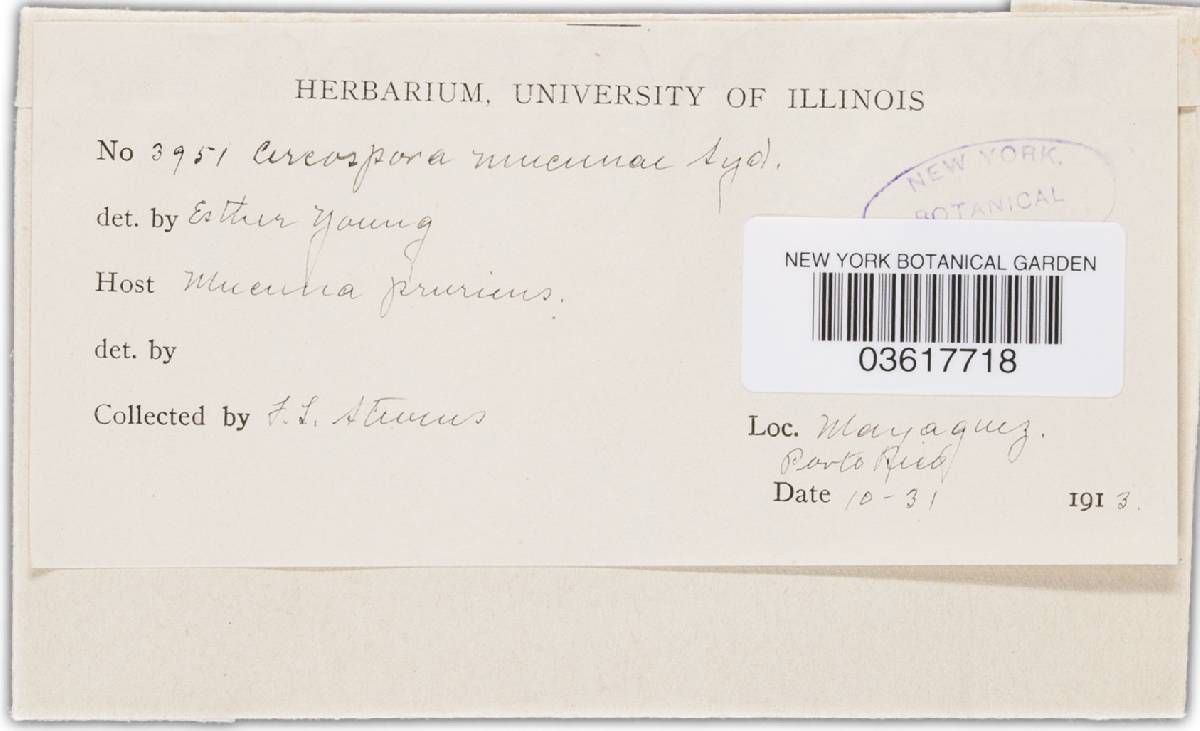 HERBARIUM, UNIVERSITY OF ILLINOIS
No 3951 Cercospora mucunae Syd.
NEW YORK,
BOTANICAL
det. by Esther Young
NEW YORK BOTANICAL GARDEN
03617718
Host Mucuna pruriens.
det. by
Collected by F.L. Stevens
Loc. Mayaguez.
Porto Rico
Date 10-31 1913.